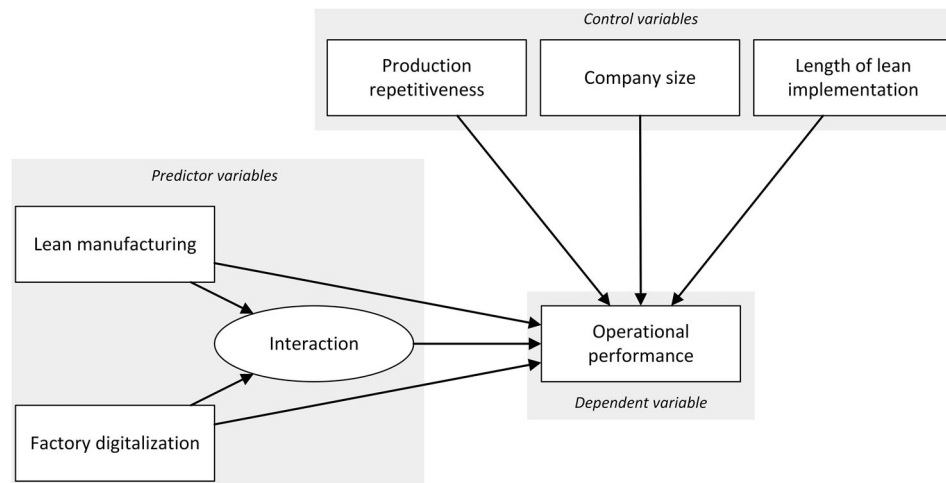 Control variables
Production
repetitiveness
Company size
Length of lean
implementation
Predictor variables
Lean manufacturing
Interaction
Factory digitalization
Operational
performance
Dependent variable